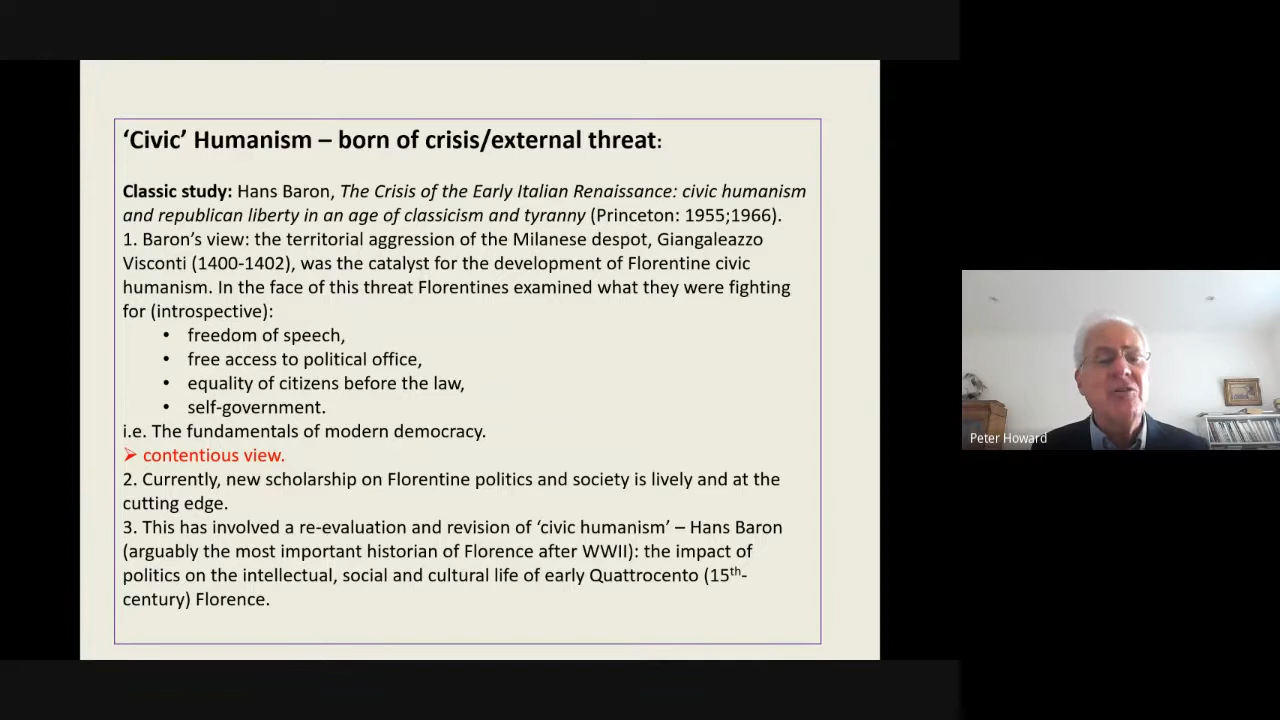 ‘Civic’ Humanism – born of crisis/external threat:
Classic study: Hans Baron, The Crisis of the Early Italian Renaissance: civic humanism
and republican liberty in an age of classicism and tyranny (Princeton: 1955;1966).
1. Baron’s view: the territorial aggression of the Milanese despot, Giangaleazzo
Visconti (1400-1402), was the catalyst for the development of Florentine civic
humanism. In the face of this threat Florentines examined what they were fighting
for (introspective):
• freedom of speech,
• free access to political office,
• equality of citizens before the law,
• self-government.
i.e. The fundamentals of modern democracy.
➢ contentious view.
2. Currently, new scholarship on Florentine politics and society is lively and at the
cutting edge.
3. This has involved a re-evaluation and revision of ‘civic humanism’ – Hans Baron
(arguably the most important historian of Florence after WWII): the impact of
politics on the intellectual, social and cultural life of early Quattrocento (15th-
century) Florence.
Peter Howard